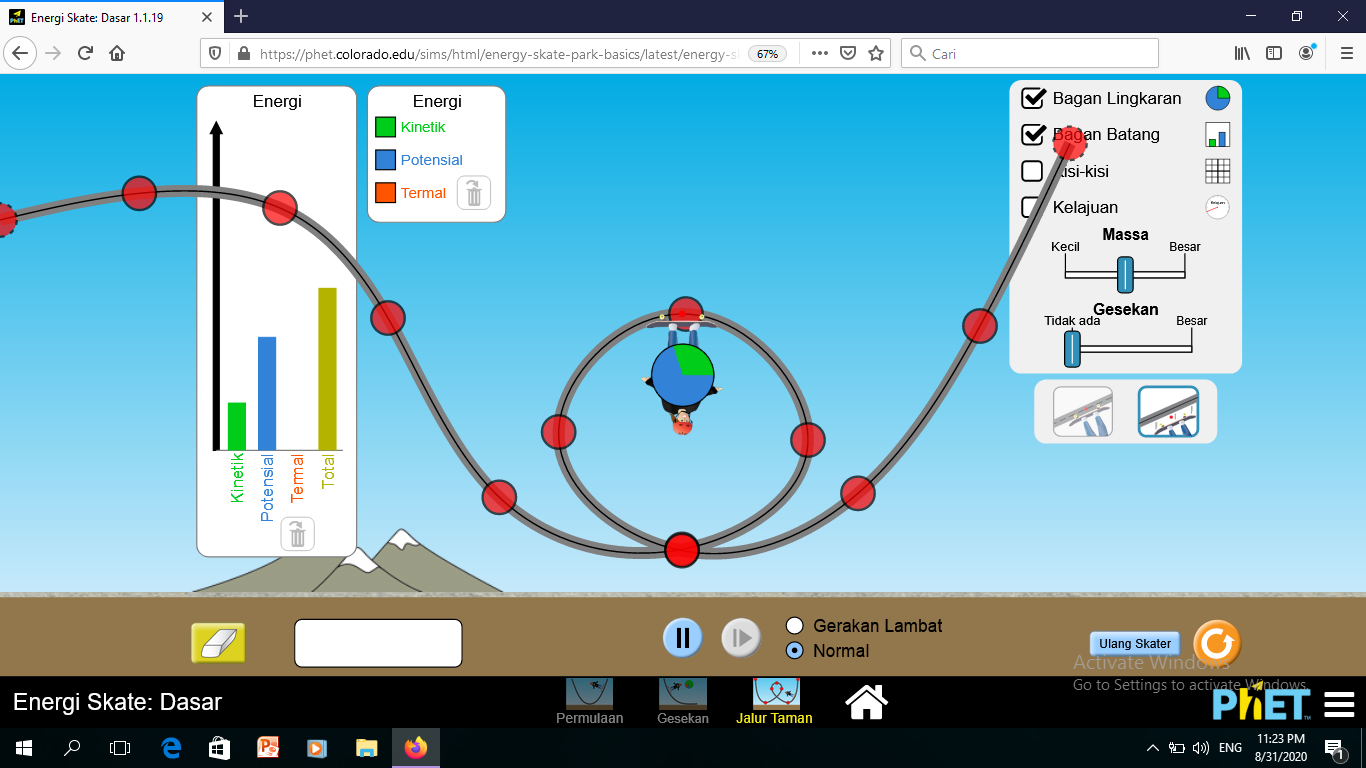 Energi Skate: Dasar 1.1.19
https://phet.colorado.edu/sims/html/energy-skate-park-basics/latest/energy-s
67%
Cari
Energi
Kinetik
Potensial
Termal
Total
Energi
Kinetik
Potensial
Termal
Bagan Lingkaran
Bagan Batang
Kelajuan
Massa
Kecil
Besar
Gesekan
Tidak ada
Besar
Gerakan Lambat
Normal
Ulang Skater
Activate Windows
Go to Settings to activate Windows.
Energi Skate: Dasar
Permulaan
Gesekan
Jalur Taman
PhET
ENG
11:23 PM
8/31/2020
1